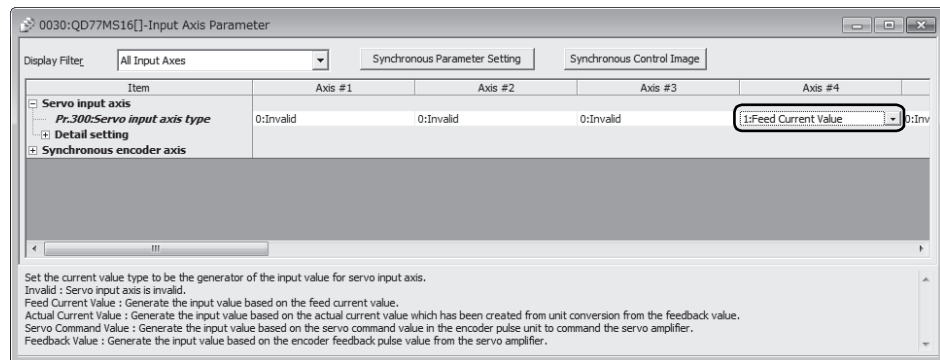 0030:QD77MS16[]-Input Axis Parameter
Display Filter All Input Axes Synchronous Parameter Setting Synchronous Control Image
Item Axis #1 Axis #2 Axis #3 Axis #4
Servo input axis
Pr.300:Servo input axis type 0:Invalid 0:Invalid 0:Invalid 1:Feed Current Value 0:Inv
Detail setting
Synchronous encoder axis
Set the current value type to be the generator of the input value for servo input axis.
Invalid : Servo input axis is invalid.
Feed Current Value : Generate the input value based on the feed current value.
Actual Current Value : Generate the input value based on the actual current value which has been created from unit conversion from the feedback value.
Servo Command Value : Generate the input value based on the servo command value in the encoder pulse unit to command the servo amplifier.
Feedback Value : Generate the input value based on the encoder feedback pulse value from the servo amplifier.